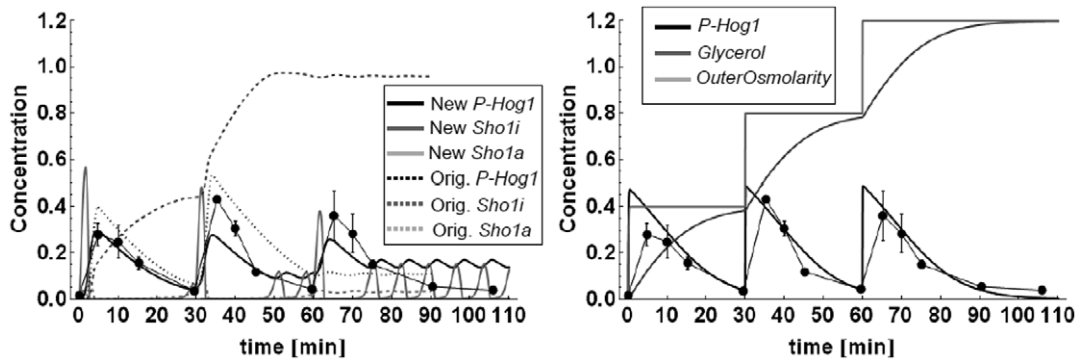 1.2
1.0
0.8
0.6
0.4
0.2
0.0
Concentration
New P-Hog1
New Sho1i
New Sho1a
Orig. P-Hog1
Orig. Sho1i
Orig. Sho1a
0 10 20 30 40 50 60 70 80 90 100 110
time [min]
1.2
1.0
0.8
0.6
0.4
0.2
0.0
Concentration
P-Hog1
Glycerol
OuterOsmolarity
0 10 20 30 40 50 60 70 80 90 100 110
time [min]